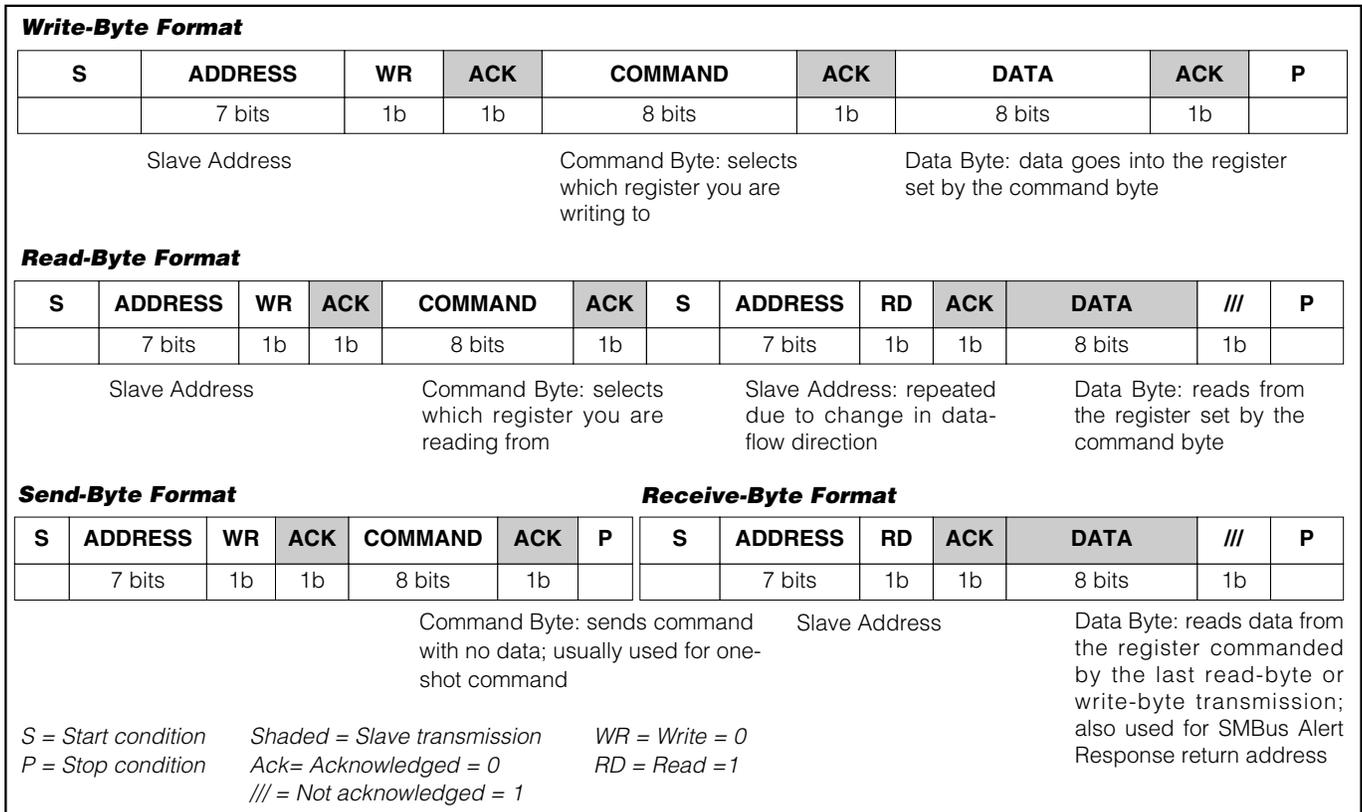 Write-Byte Format
S ADDRESS WR ACK COMMAND ACK DATA ACK P
7 bits 1b 1b 8 bits 1b 8 bits 1b
Slave Address
Command Byte: selects
which register you are
writing to
Data Byte: data goes into the register
set by the command byte
Read-Byte Format
S ADDRESS WR ACK COMMAND ACK S ADDRESS RD ACK DATA /// P
7 bits 1b 1b 8 bits 1b 7 bits 1b 1b 8 bits 1b
Slave Address
Command Byte: selects
which register you are
reading from
Slave Address: repeated
due to change in data-
flow direction
Data Byte: reads from
the register set by the
command byte
Send-Byte Format
S ADDRESS WR ACK COMMAND ACK P
7 bits 1b 1b 8 bits 1b
Command Byte: sends command
with no data; usually used for one-
shot command
Receive-Byte Format
S ADDRESS RD ACK DATA /// P
7 bits 1b 1b 8 bits 1b
Slave Address
Data Byte: reads data from
the register commanded
by the last read-byte or
write-byte transmission;
also used for SMBus Alert
Response return address
S = Start condition
P = Stop condition
Shaded = Slave transmission
Ack= Acknowledged = 0
/// = Not acknowledged = 1
WR = Write = 0
RD = Read =1